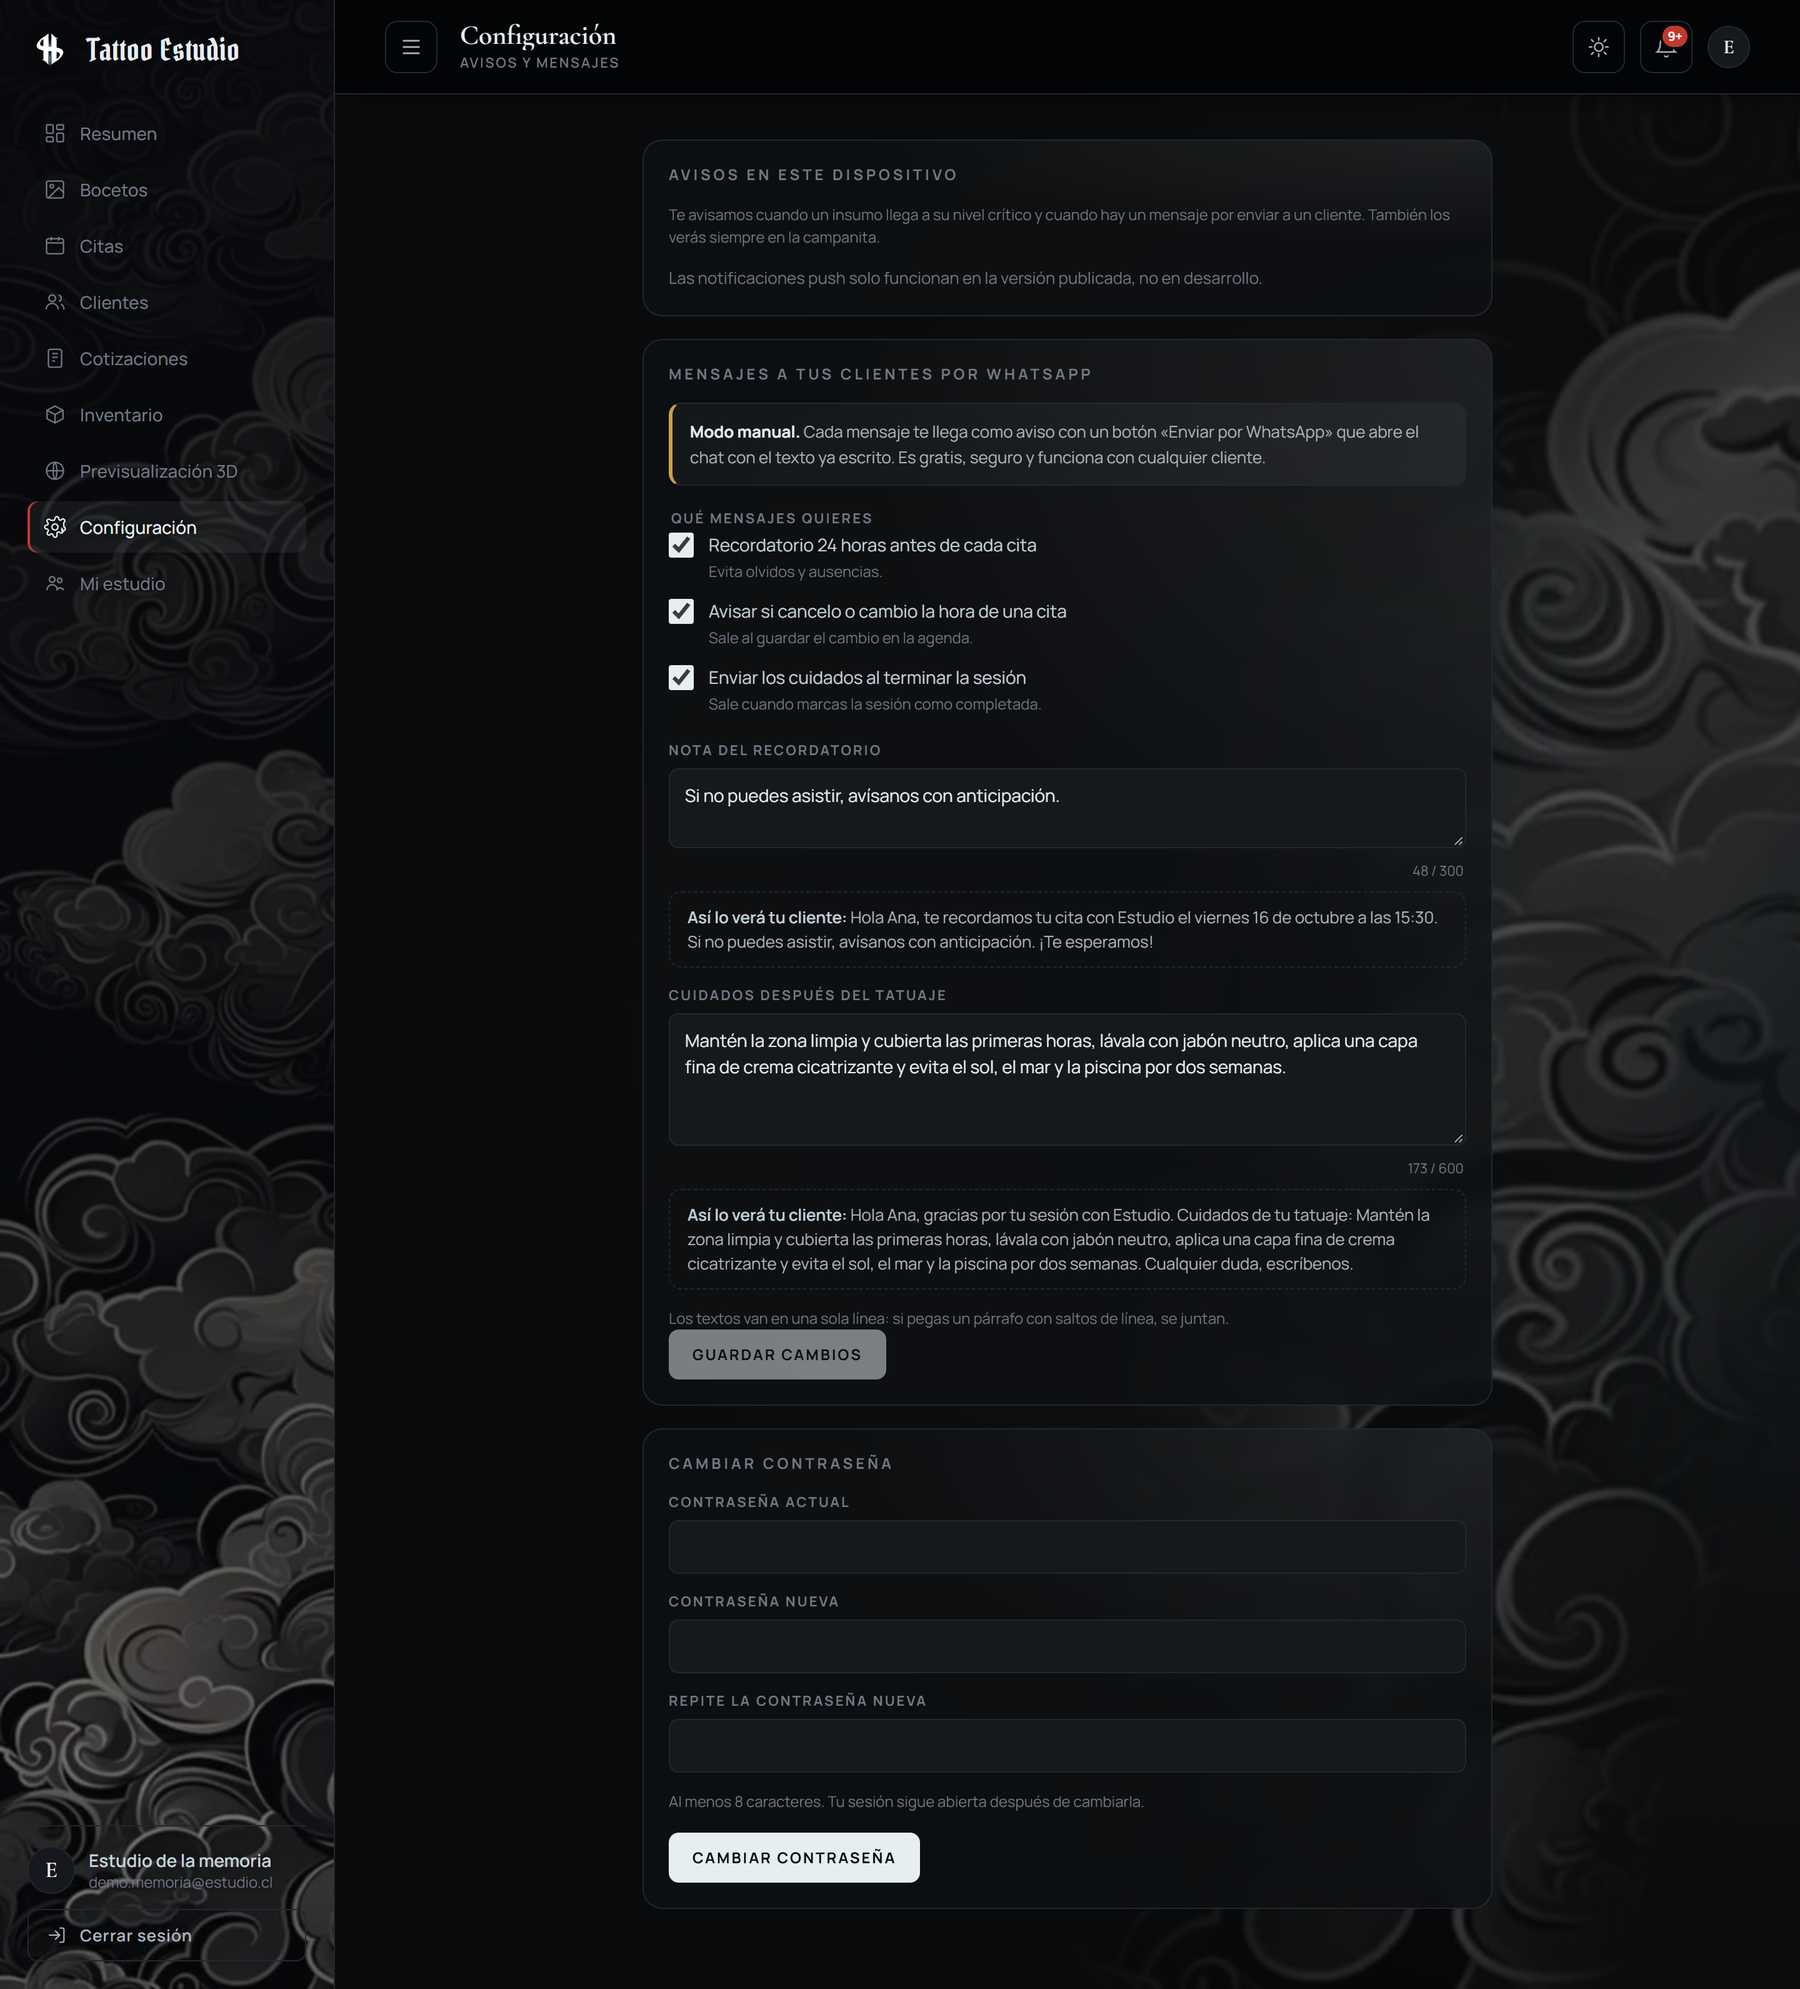 Tattoo Estudio
Resumen
Bocetos
Citas
Clientes
Cotizaciones
Inventario
Previsualización 3D
Configuración
Mi estudio
Estudio de la memoria
E
demo.memoria@estudio.cl
Cerrar sesión
Configuración
AVISOS Y MENSAJES
9+
E
AVISOS EN ESTE DISPOSITIVO
Te avisamos cuando un insumo llega a su nivel crítico y cuando hay un mensaje por enviar a un cliente. También los
verás siempre en la campanita.
Las notificaciones push solo funcionan en la versión publicada, no en desarrollo.
MENSAJES A TUS CLIENTES POR WHATSAPP
Modo manual. Cada mensaje te llega como aviso con un botón «Enviar por WhatsApp» que abre el
chat con el texto ya escrito. Es gratis, seguro y funciona con cualquier cliente.
QUÉ MENSAJES QUIERES
Recordatorio 24 horas antes de cada cita
Evita olvidos y ausencias.
Avisar si cancelo o cambio la hora de una cita
Sale al guardar el cambio en la agenda.
Enviar los cuidados al terminar la sesión
Sale cuando marcas la sesión como completada.
NOTA DEL RECORDATORIO
Si no puedes asistir, avísanos con anticipación.
48 / 300
Así lo verá tu cliente: Hola Ana, te recordamos tu cita con Estudio el viernes 16 de octubre a las 15:30.
Si no puedes asistir, avísanos con anticipación. ¡Te esperamos!
CUIDADOS DESPUÉS DEL TATUAJE
Mantén la zona limpia y cubierta las primeras horas, lávala con jabón neutro, aplica una capa
fina de crema cicatrizante y evita el sol, el mar y la piscina por dos semanas.
173 / 600
Así lo verá tu cliente: Hola Ana, gracias por tu sesión con Estudio. Cuidados de tu tatuaje: Mantén la
zona limpia y cubierta las primeras horas, lávala con jabón neutro, aplica una capa fina de crema
cicatrizante y evita el sol, el mar y la piscina por dos semanas. Cualquier duda, escríbenos.
Los textos van en una sola línea: si pegas un párrafo con saltos de línea, se juntan.
GUARDAR CAMBIOS
CAMBIAR CONTRASEÑA
CONTRASEÑA ACTUAL
CONTRASEÑA NUEVA
REPITE LA CONTRASEÑA NUEVA
Al menos 8 caracteres. Tu sesión sigue abierta después de cambiarla.
CAMBIAR CONTRASEÑA